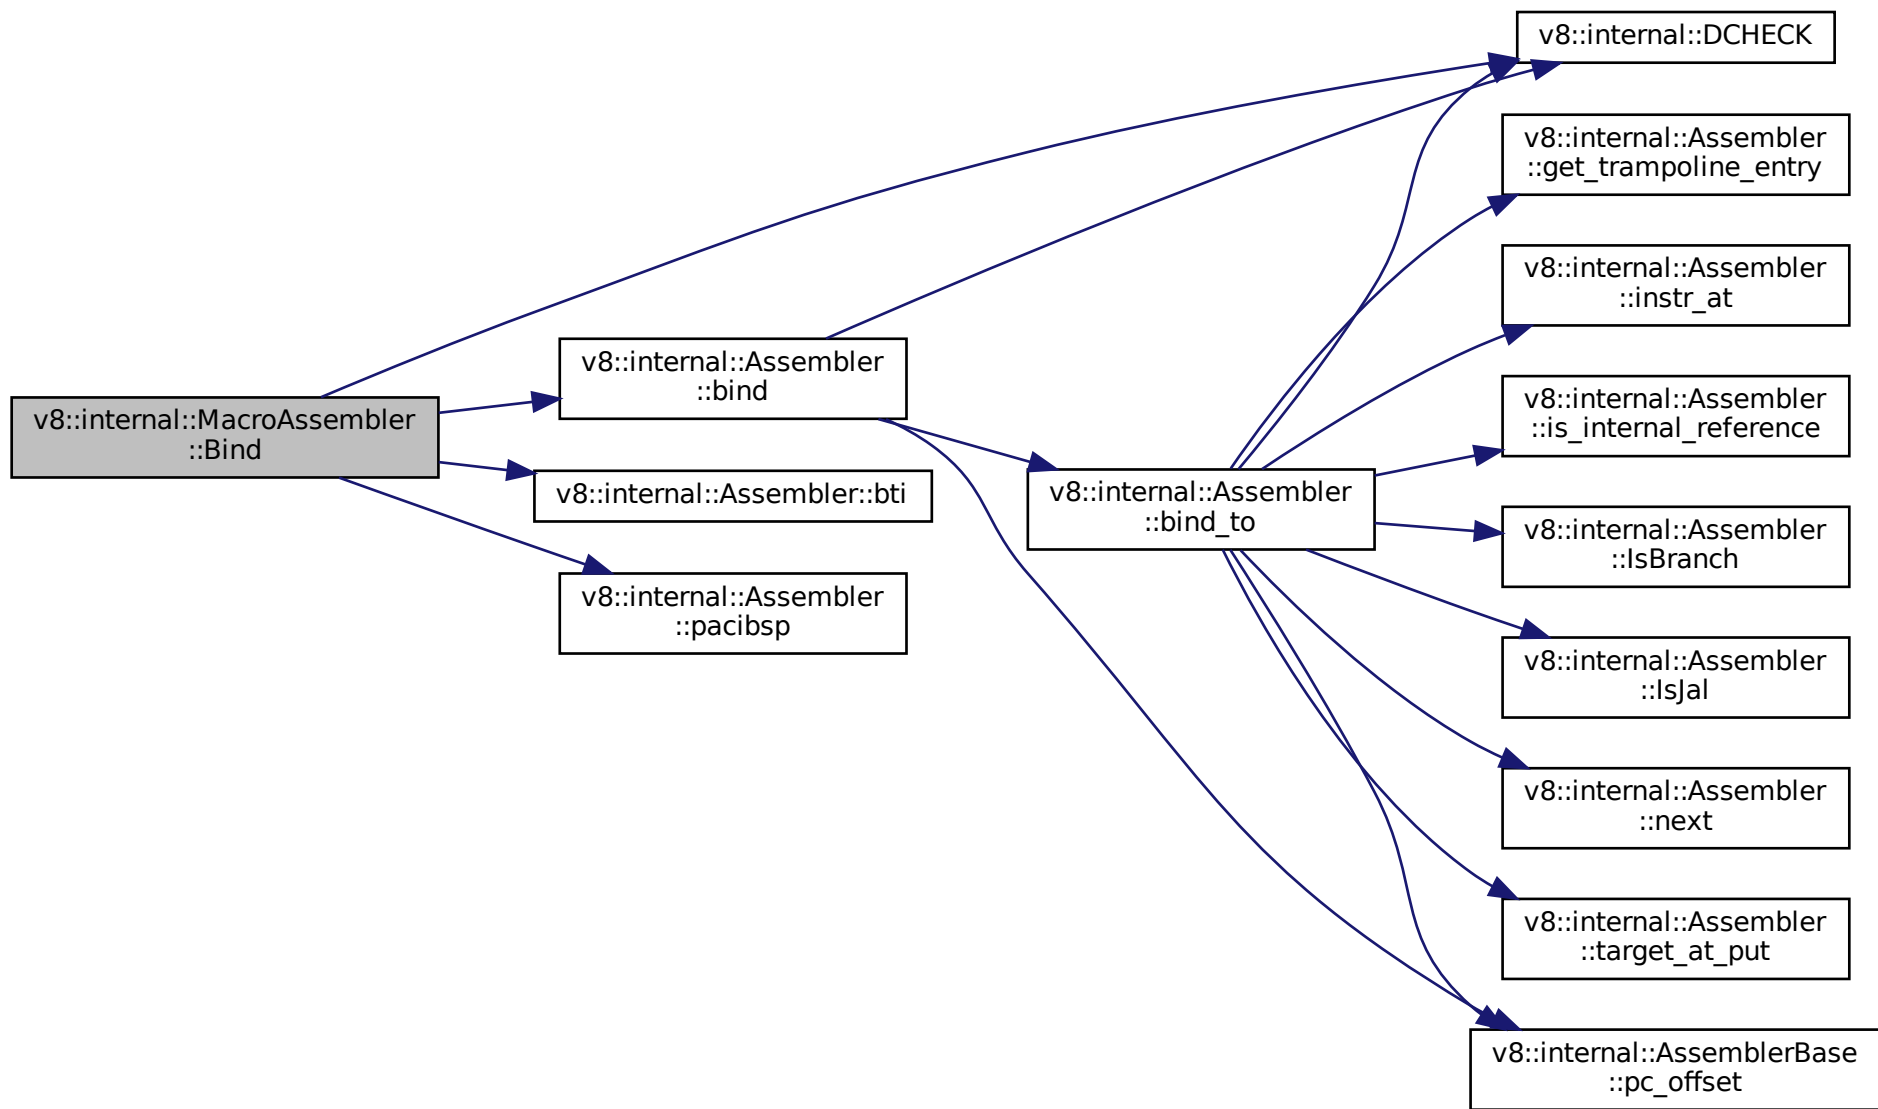 v8::internal::MacroAssembler
::Bind
v8::internal::Assembler
::bind
v8::internal::Assembler::bti
v8::internal::Assembler
::pacibsp
v8::internal::Assembler
::bind_to
v8::internal::DCHECK
v8::internal::Assembler
::get_trampoline_entry
v8::internal::Assembler
::instr_at
v8::internal::Assembler
::is_internal_reference
v8::internal::Assembler
::IsBranch
v8::internal::Assembler
::IsJal
v8::internal::Assembler
::next
v8::internal::Assembler
::target_at_put
v8::internal::AssemblerBase
::pc_offset